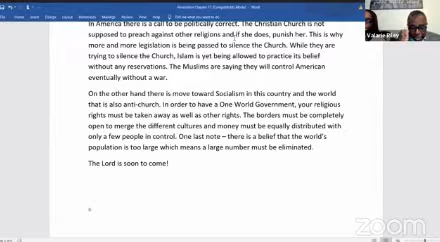 Revelation Chapter 17 [Compatibility Mode] - Word
In America there is a call to be politically correct. The Christian Church is not
supposed to preach against other religions and if she does, punish her. This is why
more and more legislation is being passed to silence the Church. While they are
trying to silence the Church, Islam is yet being allowed to practice its belief
without any reservations. The Muslims are saying they will control American
eventually without a war.
On the other hand there is move toward Socialism in this country and the world
that is also anti-church. In order to have a One World Government, your religious
rights must be taken away as well as other rights. The borders must be completely
open to merge the different cultures and money must be equally distributed with
only a few people in control. One last note – there is a belief that the world's
population is too large which means a large number must be eliminated.
The Lord is soon to come!
Valarie Riley
zoom